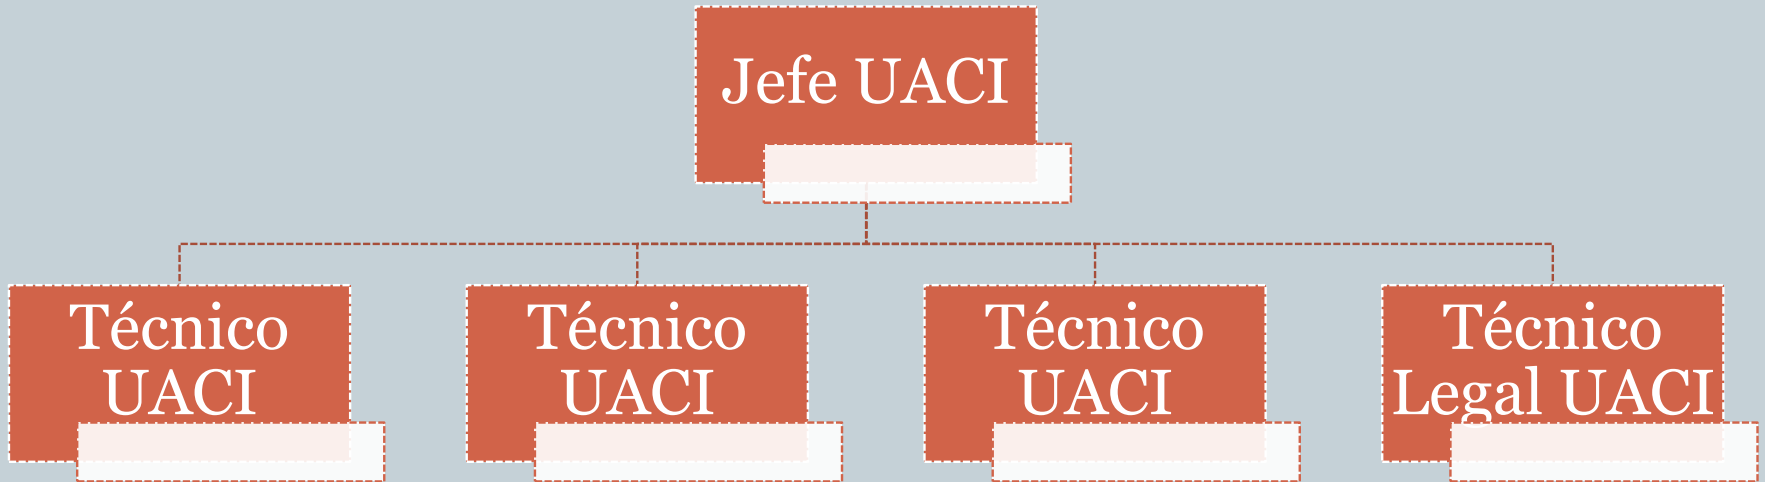 Jefe UACI
Técnico
UACI
Técnico
UACI
Técnico
UACI
Técnico
Legal UACI